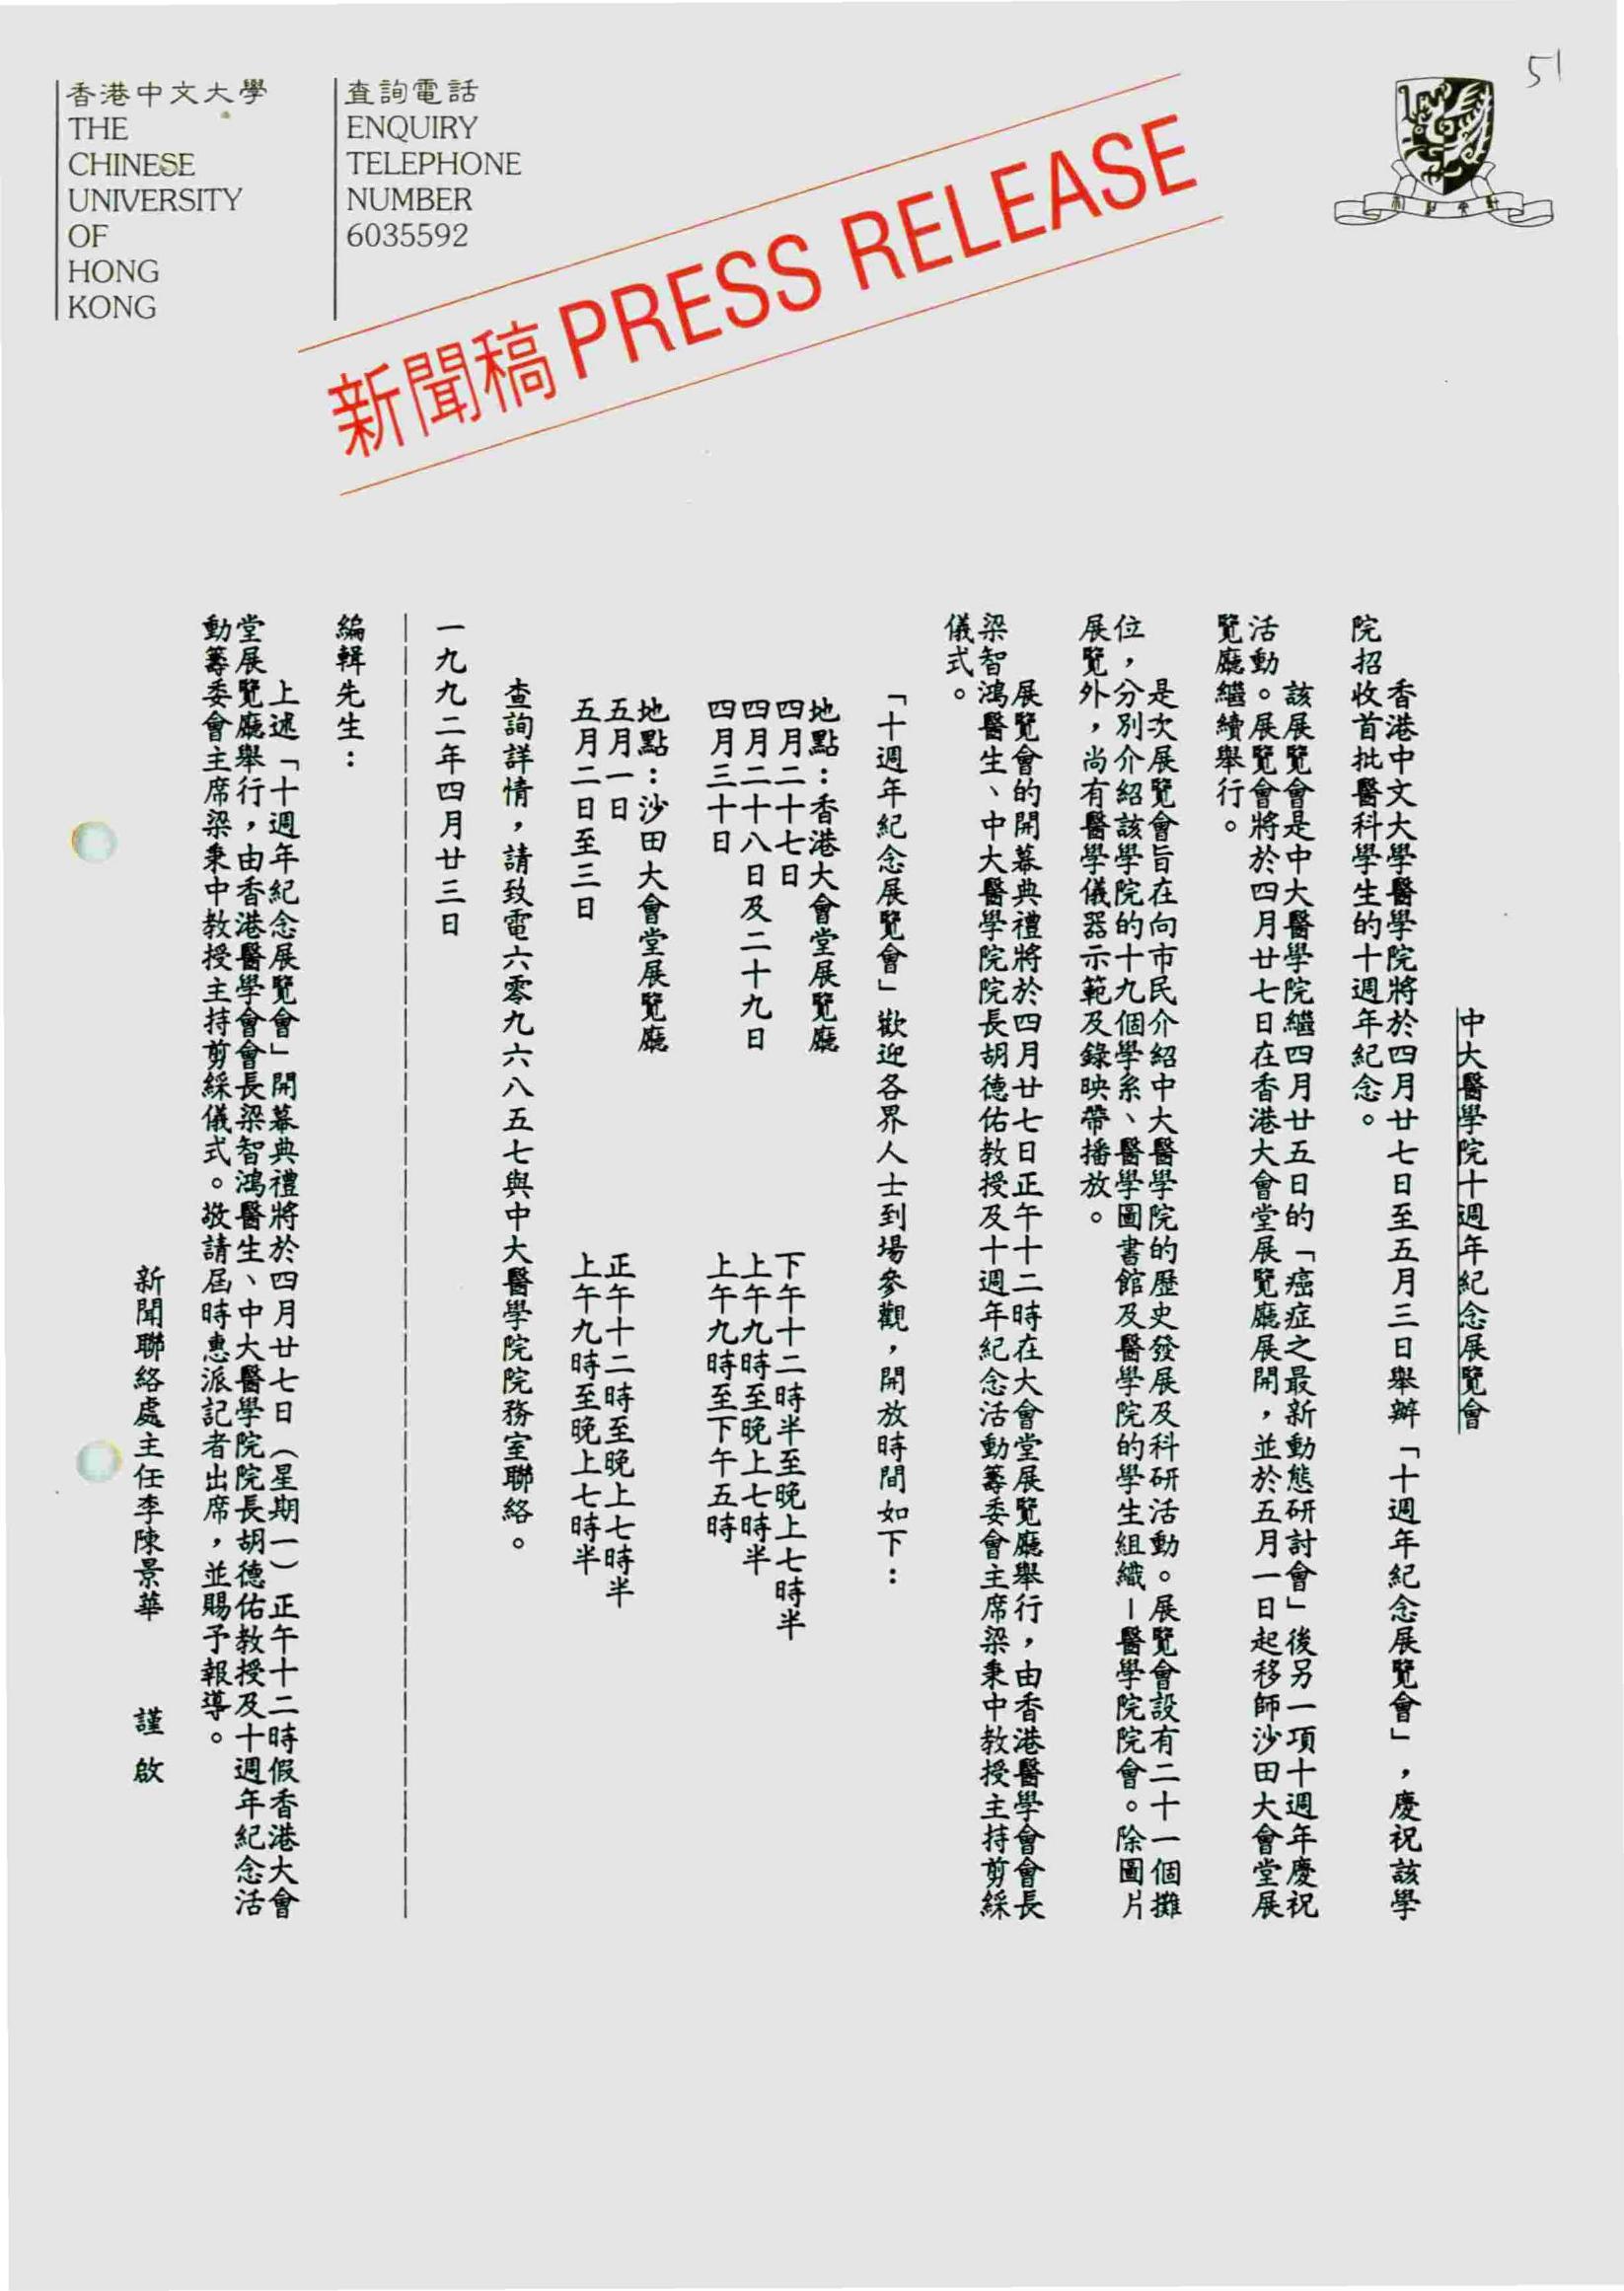 51
香港中文大學
THE
CHINESE
UNIVERSITY
OF
HONG
KONG
查詢電話
ENQUIRY
TELEPHONE
NUMBER
6035592
新聞稿 PRESS RELEASE
中大醫學院十週年紀念展覽會
香港中文大學醫學院將於四月廿七日至五月三日舉辦「十週年紀念展覽會」，慶祝該學
院招收首批醫科學生的十週年紀念。
該展覽會是中大醫學院繼四月廿五日的「癌症之最新動態研討會」後另一項十週年慶祝
活動。展覽會將於四月廿七日在香港大會堂展覽廳展開，並於五月一日起移師沙田大會堂展
覽廳繼續舉行。
是次展覽會旨在向市民介紹中大醫學院的歷史發展及科研活動。展覽會設有二十一個攤
位，分別介紹該學院的十九個學系、醫學圖書館及醫學院的學生組織－醫學院院會。除圖片
展覽外，尚有醫學儀器示範及錄映帶播放。
展覽會的開幕典禮將於四月廿七日正午十二時在大會堂展覽廳舉行，由香港醫學會會長
梁智鴻醫生、中大醫學院院長胡德佑教授及十週年紀念活動籌委會主席梁秉中教授主持剪綵
儀式。
「十週年紀念展覽會」歡迎各界人士到場參觀，開放時間如下：
地點：香港大會堂展覽廳
四月二十七日 下午十二時半至晚上七時半
四月二十八日及二十九日 上午九時至晚上七時半
四月三十日 上午九時至下午五時
地點：沙田大會堂展覽廳
五月一日 正午十二時至晚上七時半
五月二日至三日 上午九時至晚上七時半
查詢詳情，請致電六零九六八五七與中大醫學院院務室聯絡。
一九九二年四月廿三日
編輯先生：
上述「十週年紀念展覽會」開幕典禮將於四月廿七日（星期一）正午十二時假香港大會
堂展覽廳舉行，由香港醫學會會長梁智鴻醫生、中大醫學院院長胡德佑教授及十週年紀念活
動籌委會主席梁秉中教授主持剪綵儀式。敬請屆時惠派記者出席，並賜予報導。
新聞聯絡處主任李陳景華 謹啟